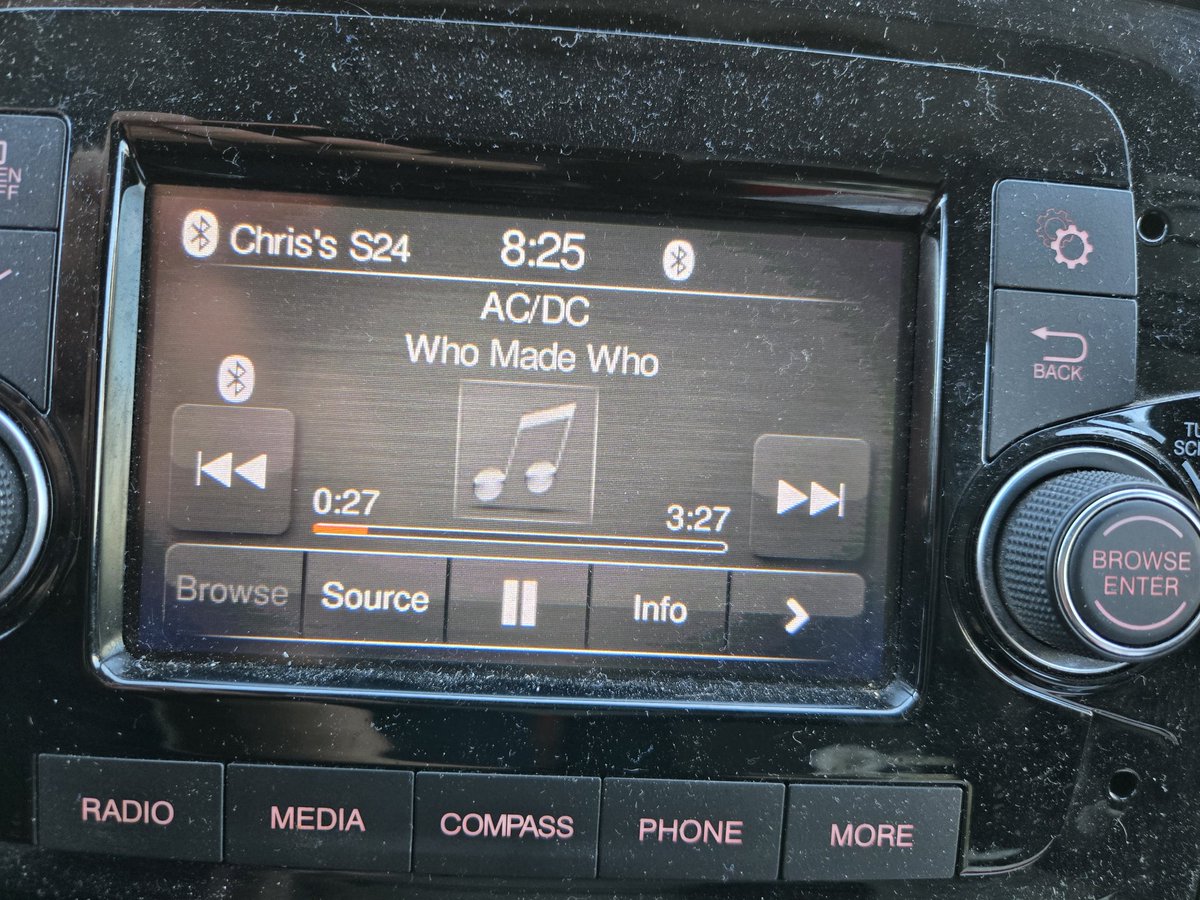 Chris's S24 8:25
AC/DC
Who Made Who
0:27 3:27
Browse Source Info
BACK
BROWSE
ENTER
RADIO MEDIA COMPASS PHONE MORE